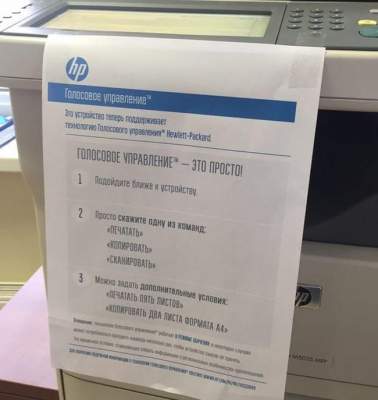 hp
Голосовое управление™
Это устройство теперь поддерживает
технологию Голосового управления™ Hewlett-Packard.
ГОЛОСОВОЕ УПРАВЛЕНИЕ™ — ЭТО ПРОСТО!
1 Подойдите ближе к устройству.
2 Просто скажите одну из команд:
«ПЕЧАТАТЬ»
«КОПИРОВАТЬ»
«СКАНИРОВАТЬ»
3 Можно задать дополнительные условия:
«ПЕЧАТАТЬ ПЯТЬ ЛИСТОВ»
«КОПИРОВАТЬ ДВА ЛИСТА ФОРМАТА А4»
hp
MFP